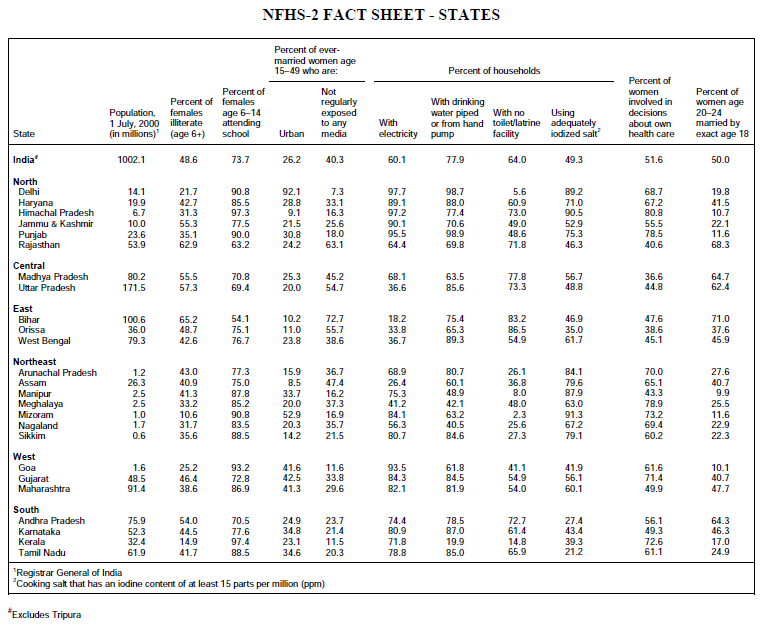 NFHS-2 FACT SHEET - STATES
Percent of ever-
married women age
15–49 who are:
Percent of households
State
Population,
1 July, 2000
(in millions)1
Percent of
females
illiterate
(age 6+)
Percent of
females
age 6–14
attending
school
Urban
Not
regularly
exposed
to any
media
With
electricity
With drinking
water piped
or from hand
pump
With no
toilet/latrine
facility
Using
adequately
iodized salt2
Percent of
women
involved in
decisions
about own
health care
Percent of
women age
20–24
married by
exact age 18
India# 1002.1 48.6 73.7 26.2 40.3 60.1 77.9 64.0 49.3 51.6 50.0
North
Delhi 14.1 21.7 90.8 92.1 7.3 97.7 98.7 5.6 89.2 68.7 19.8
Haryana 19.9 42.7 85.5 28.8 33.1 89.1 88.0 60.9 71.0 67.2 41.5
Himachal Pradesh 6.7 31.3 97.3 9.1 16.3 97.2 77.4 73.0 90.5 80.8 10.7
Jammu & Kashmir 10.0 55.3 77.5 21.5 25.6 90.1 70.6 49.0 52.9 55.5 22.1
Punjab 23.6 35.1 90.0 30.8 18.0 95.5 98.9 48.6 75.3 78.5 11.6
Rajasthan 53.9 62.9 63.2 24.2 63.1 64.4 69.8 71.8 46.3 40.6 68.3
Central
Madhya Pradesh 80.2 55.5 70.8 25.3 45.2 68.1 63.5 77.8 56.7 36.6 64.7
Uttar Pradesh 171.5 57.3 69.4 20.0 54.7 36.6 85.6 73.3 48.8 44.8 62.4
East
Bihar 100.6 65.2 54.1 10.2 72.7 18.2 75.4 83.2 46.9 47.6 71.0
Orissa 36.0 48.7 75.1 11.0 55.7 33.8 65.3 86.5 35.0 38.6 37.6
West Bengal 79.3 42.6 76.7 23.8 38.6 36.7 89.3 54.9 61.7 45.1 45.9
Northeast
Arunachal Pradesh 1.2 43.0 77.3 15.9 36.7 68.9 80.7 26.1 84.1 70.0 27.6
Assam 26.3 40.9 75.0 8.5 47.4 26.4 60.1 36.8 79.6 65.1 40.7
Manipur 2.5 41.3 87.8 33.7 16.2 75.3 48.9 8.0 87.9 43.3 9.9
Meghalaya 2.5 33.2 85.2 20.0 37.3 41.2 42.1 48.0 63.0 78.9 25.5
Mizoram 1.0 10.6 90.8 52.9 16.9 84.1 63.2 2.3 91.3 73.2 11.6
Nagaland 1.7 31.7 83.5 20.3 35.7 56.3 40.5 25.6 67.2 69.4 22.9
Sikkim 0.6 35.6 88.5 14.2 21.5 80.7 84.6 27.3 79.1 60.2 22.3
West
Goa 1.6 25.2 93.2 41.6 11.6 93.5 61.8 41.1 41.9 61.6 10.1
Gujarat 48.5 46.4 72.8 42.5 33.8 84.3 84.5 54.9 56.1 71.4 40.7
Maharashtra 91.4 38.6 86.9 41.3 29.6 82.1 81.9 54.0 60.1 49.9 47.7
South
Andhra Pradesh 75.9 54.0 70.5 24.9 23.7 74.4 78.5 72.7 27.4 56.1 64.3
Karnataka 52.3 44.5 77.6 34.8 21.4 80.9 87.0 61.4 43.4 49.3 46.3
Kerala 32.4 14.9 97.4 23.1 11.5 71.8 19.9 14.8 39.3 72.6 17.0
Tamil Nadu 61.9 41.7 88.5 34.6 20.3 78.8 85.0 65.9 21.2 61.1 24.9
1Registrar General of India
2Cooking salt that has an iodine content of at least 15 parts per million (ppm)
#Excludes Tripura